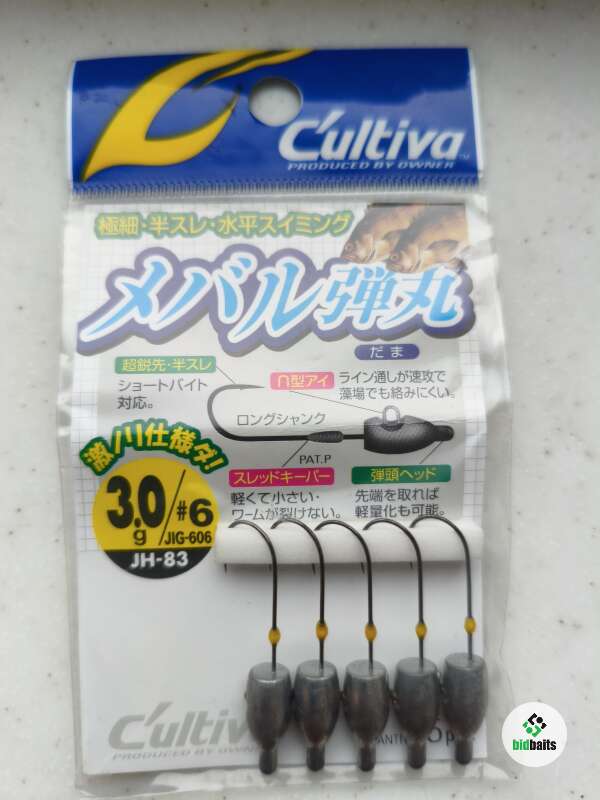 C'ultiva
PRODUCED BY OWNER
極細・半スレ・水平スイミング
メバル弾丸
だま
超鋭先・半スレ
ショートバイト
対応。
∩型アイ
ライン通しが速攻で
藻場でも絡みにくい。
ロングシャンク
PAT.P
激ノリ仕様ダ!
スレッドキーパー
軽くて小さい・
ワームが裂けない。
弾頭ヘッド
先端を取れば
軽量化も可能。
3.0g/#6
JIG-606
JH-83
C'ultiva
PRODUCED BY OWNER
bidbaits